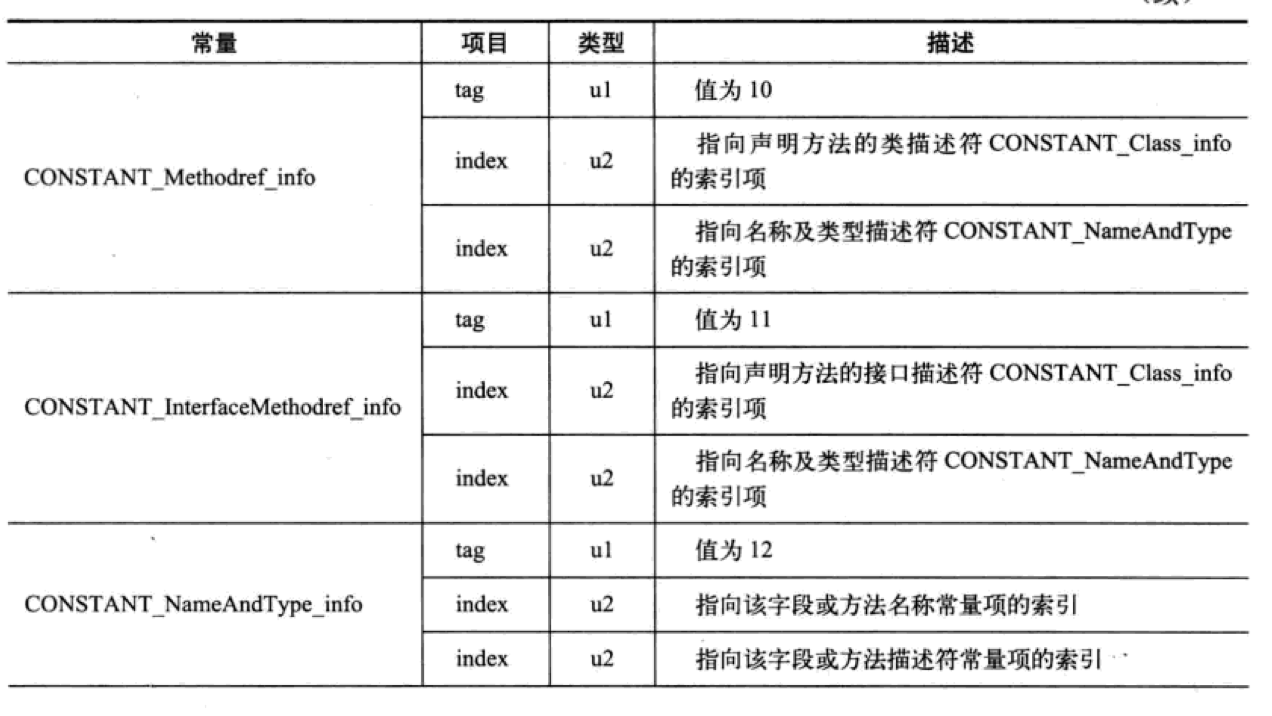 常量 项目 类型 描述
tag u1 值为 10
CONSTANT_Methodref_info index u2 指向声明方法的类描述符 CONSTANT_Class_info
的索引项
index u2 指向名称及类型描述符 CONSTANT_NameAndType
的索引项
tag u1 值为 11
CONSTANT_InterfaceMethodref_info index u2 指向声明方法的接口描述符 CONSTANT_Class_info
的索引项
index u2 指向名称及类型描述符 CONSTANT_NameAndType
的索引项
tag u1 值为 12
CONSTANT_NameAndType_info index u2 指向该字段或方法名称常量项的索引
index u2 指向该字段或方法描述符常量项的索引